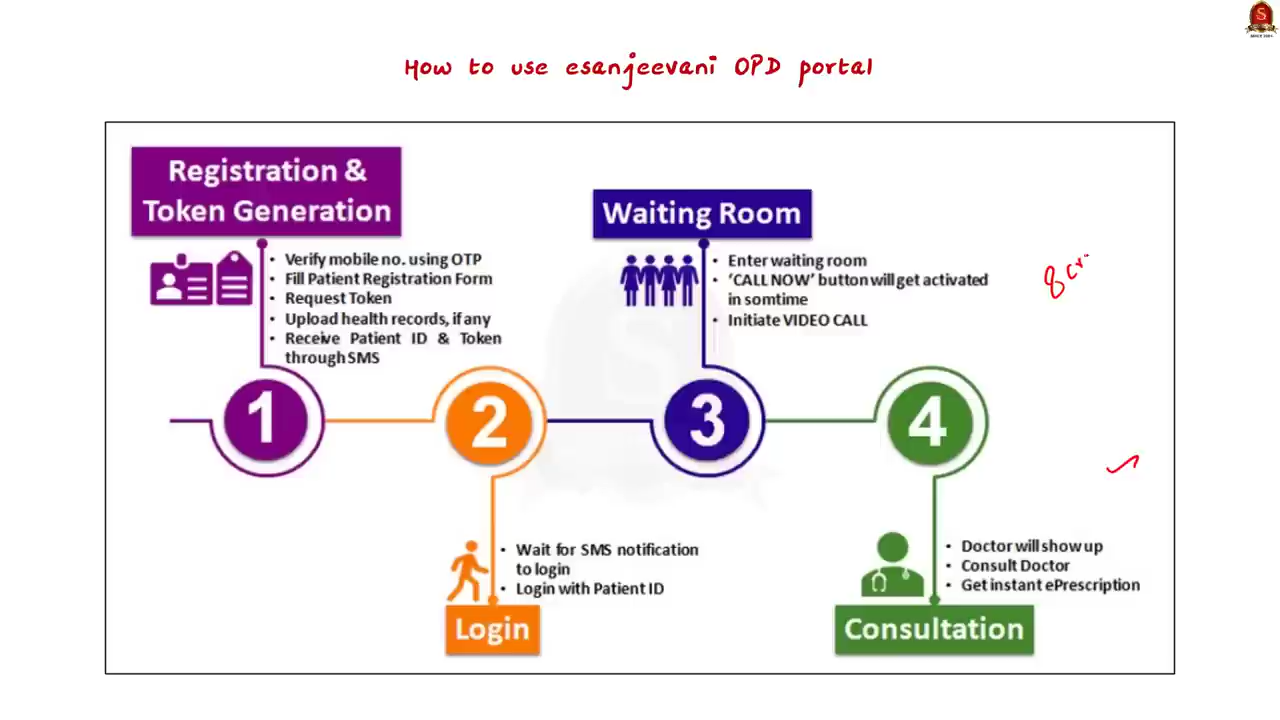 How to use esanjeevani OPD portal
Registration &
Token Generation
• Verify mobile no. using OTP
• Fill Patient Registration Form
• Request Token
• Upload health records, if any
• Receive Patient ID & Token
through SMS
1
2
• Wait for SMS notification
to login
• Login with Patient ID
Login
Waiting Room
• Enter waiting room
• ‘CALL NOW’ button will get activated
in somtime
• Initiate VIDEO CALL
3
4
• Doctor will show up
• Consult Doctor
• Get instant ePrescription
Consultation
8 cr
S